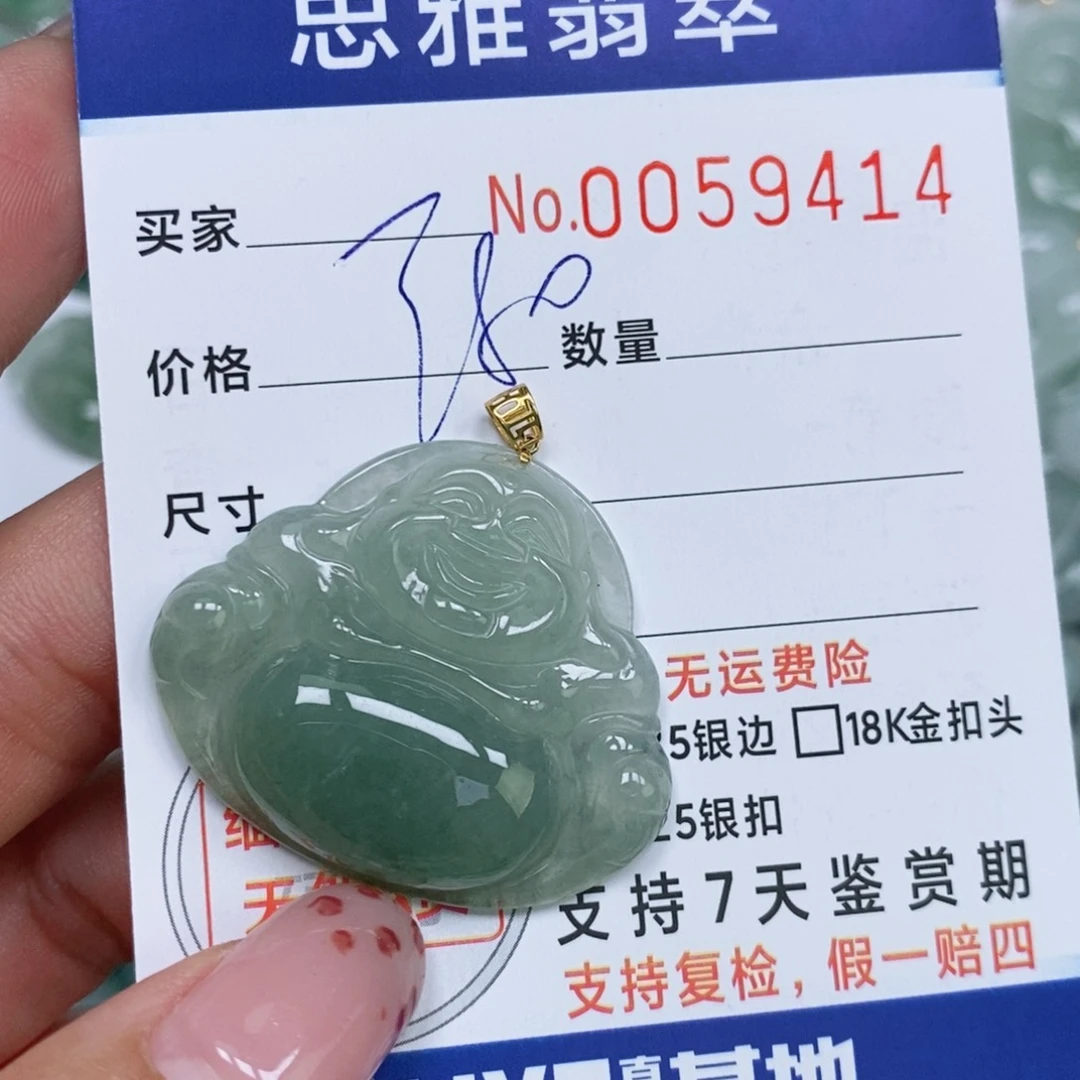 思雅翡翠
No.0059414
买家
价格 数量
尺寸
无运费险
5银边 □18K金扣头
25银扣
支持7天鉴赏期
支持复检，假一赔四
基地